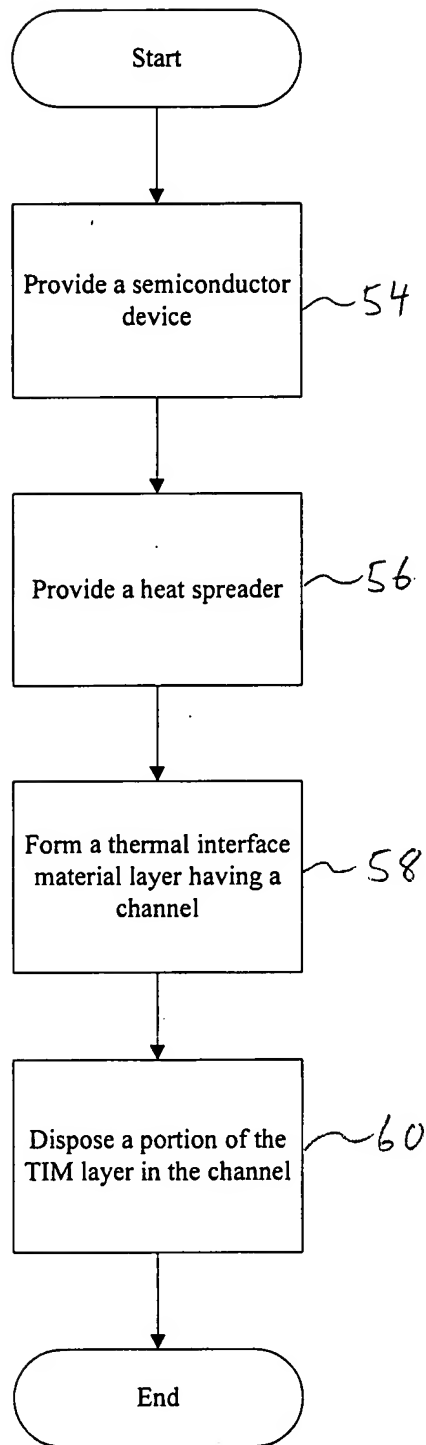 Start
Provide a semiconductor
device
54
Provide a heat spreader
56
Form a thermal interface
material layer having a
channel
58
Dispose a portion of the
TIM layer in the channel
60
End